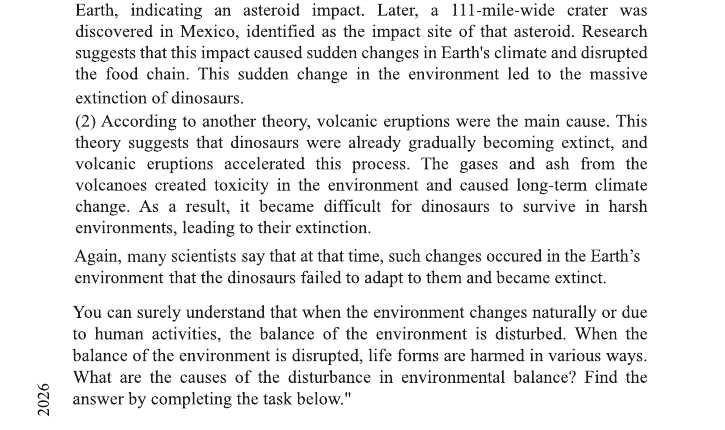 Earth, indicating an asteroid impact. Later, a 111-mile-wide crater was
discovered in Mexico, identified as the impact site of that asteroid. Research
suggests that this impact caused sudden changes in Earth's climate and disrupted
the food chain. This sudden change in the environment led to the massive
extinction of dinosaurs.
(2) According to another theory, volcanic eruptions were the main cause. This
theory suggests that dinosaurs were already gradually becoming extinct, and
volcanic eruptions accelerated this process. The gases and ash from the
volcanoes created toxicity in the environment and caused long-term climate
change. As a result, it became difficult for dinosaurs to survive in harsh
environments, leading to their extinction.
Again, many scientists say that at that time, such changes occured in the Earth’s
environment that the dinosaurs failed to adapt to them and became extinct.
You can surely understand that when the environment changes naturally or due
to human activities, the balance of the environment is disturbed. When the
balance of the environment is disrupted, life forms are harmed in various ways.
What are the causes of the disturbance in environmental balance? Find the
answer by completing the task below."
2026